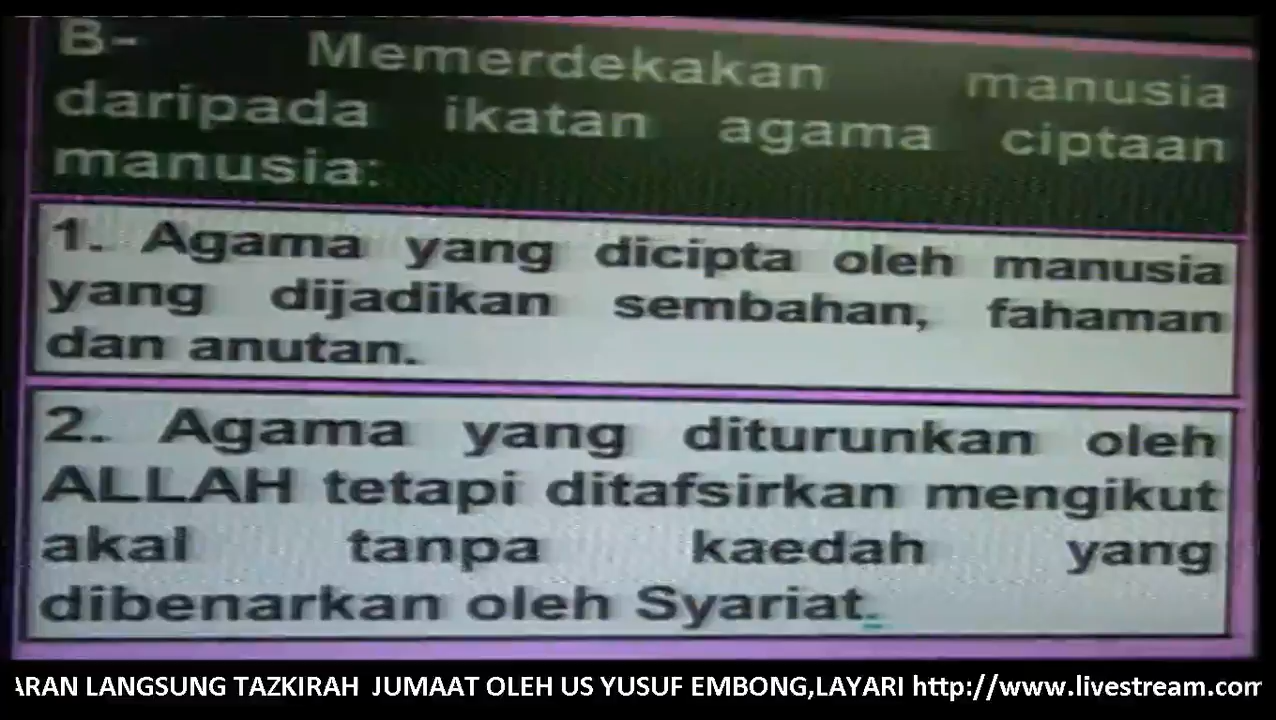 B- Memerdekakan manusia
daripada ikatan agama ciptaan
manusia:
1. Agama yang dicipta oleh manusia
yang dijadikan sembahan, fahaman
dan anutan.
2. Agama yang diturunkan oleh
ALLAH tetapi ditafsirkan mengikut
akal tanpa kaedah yang
dibenarkan oleh Syariat.
ARAN LANGSUNG TAZKIRAH JUMAAT OLEH US YUSUF EMBONG,LAYARI http://www.livestream.com